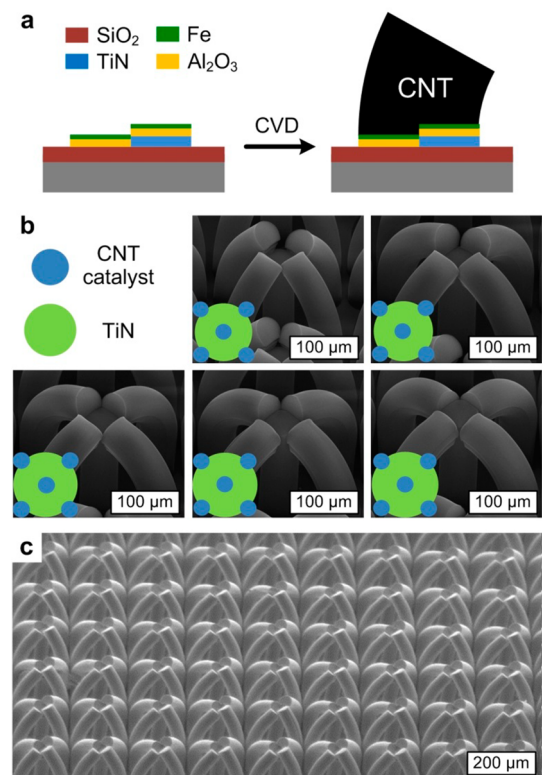 a
SiO₂ Fe
TiN Al₂O₃
CVD
CNT
b
CNT
catalyst
TiN
100 µm
100 µm
100 µm
100 µm
100 µm
c
200 µm